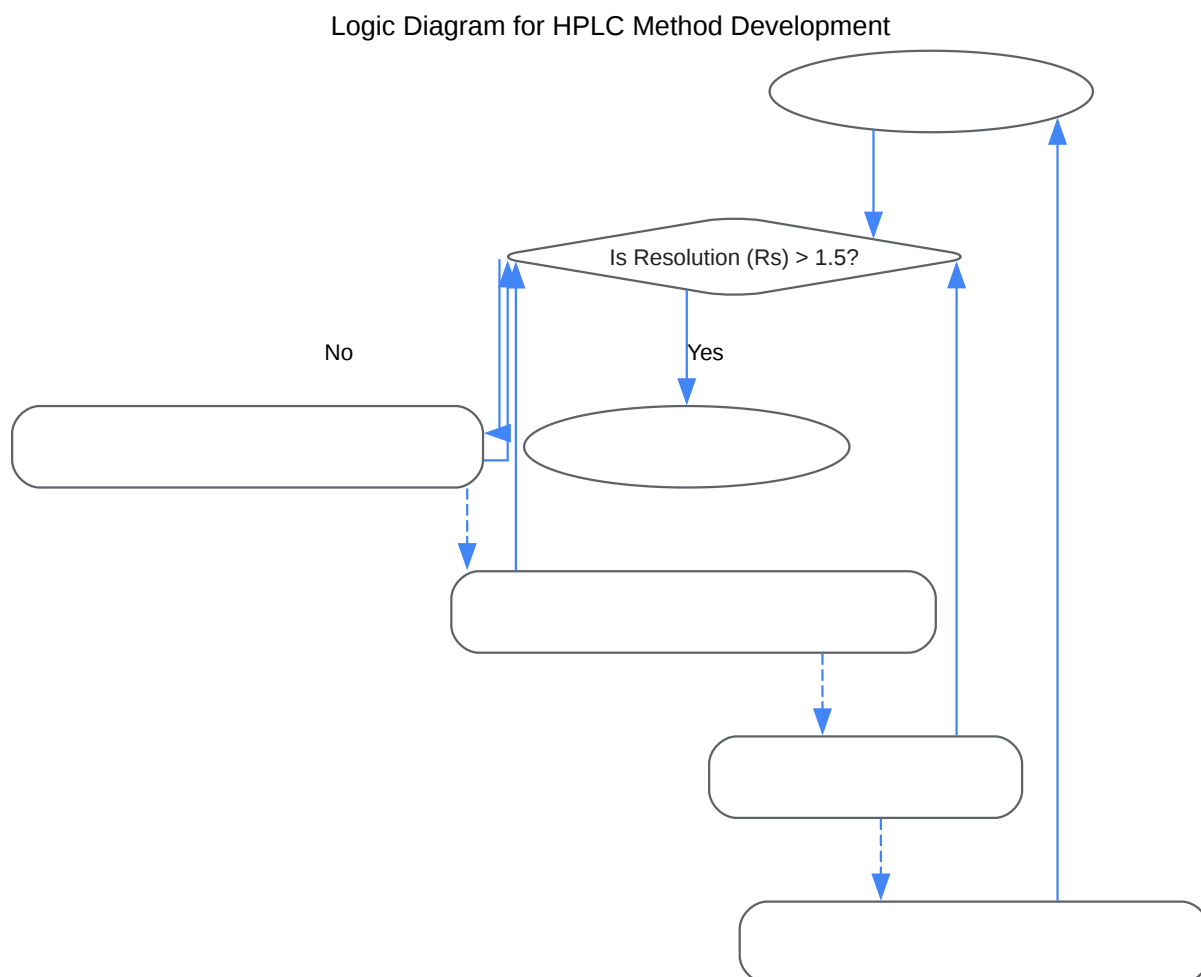 Logic Diagram for HPLC Method Development
Is Resolution (Rs) > 1.5?
No
Yes